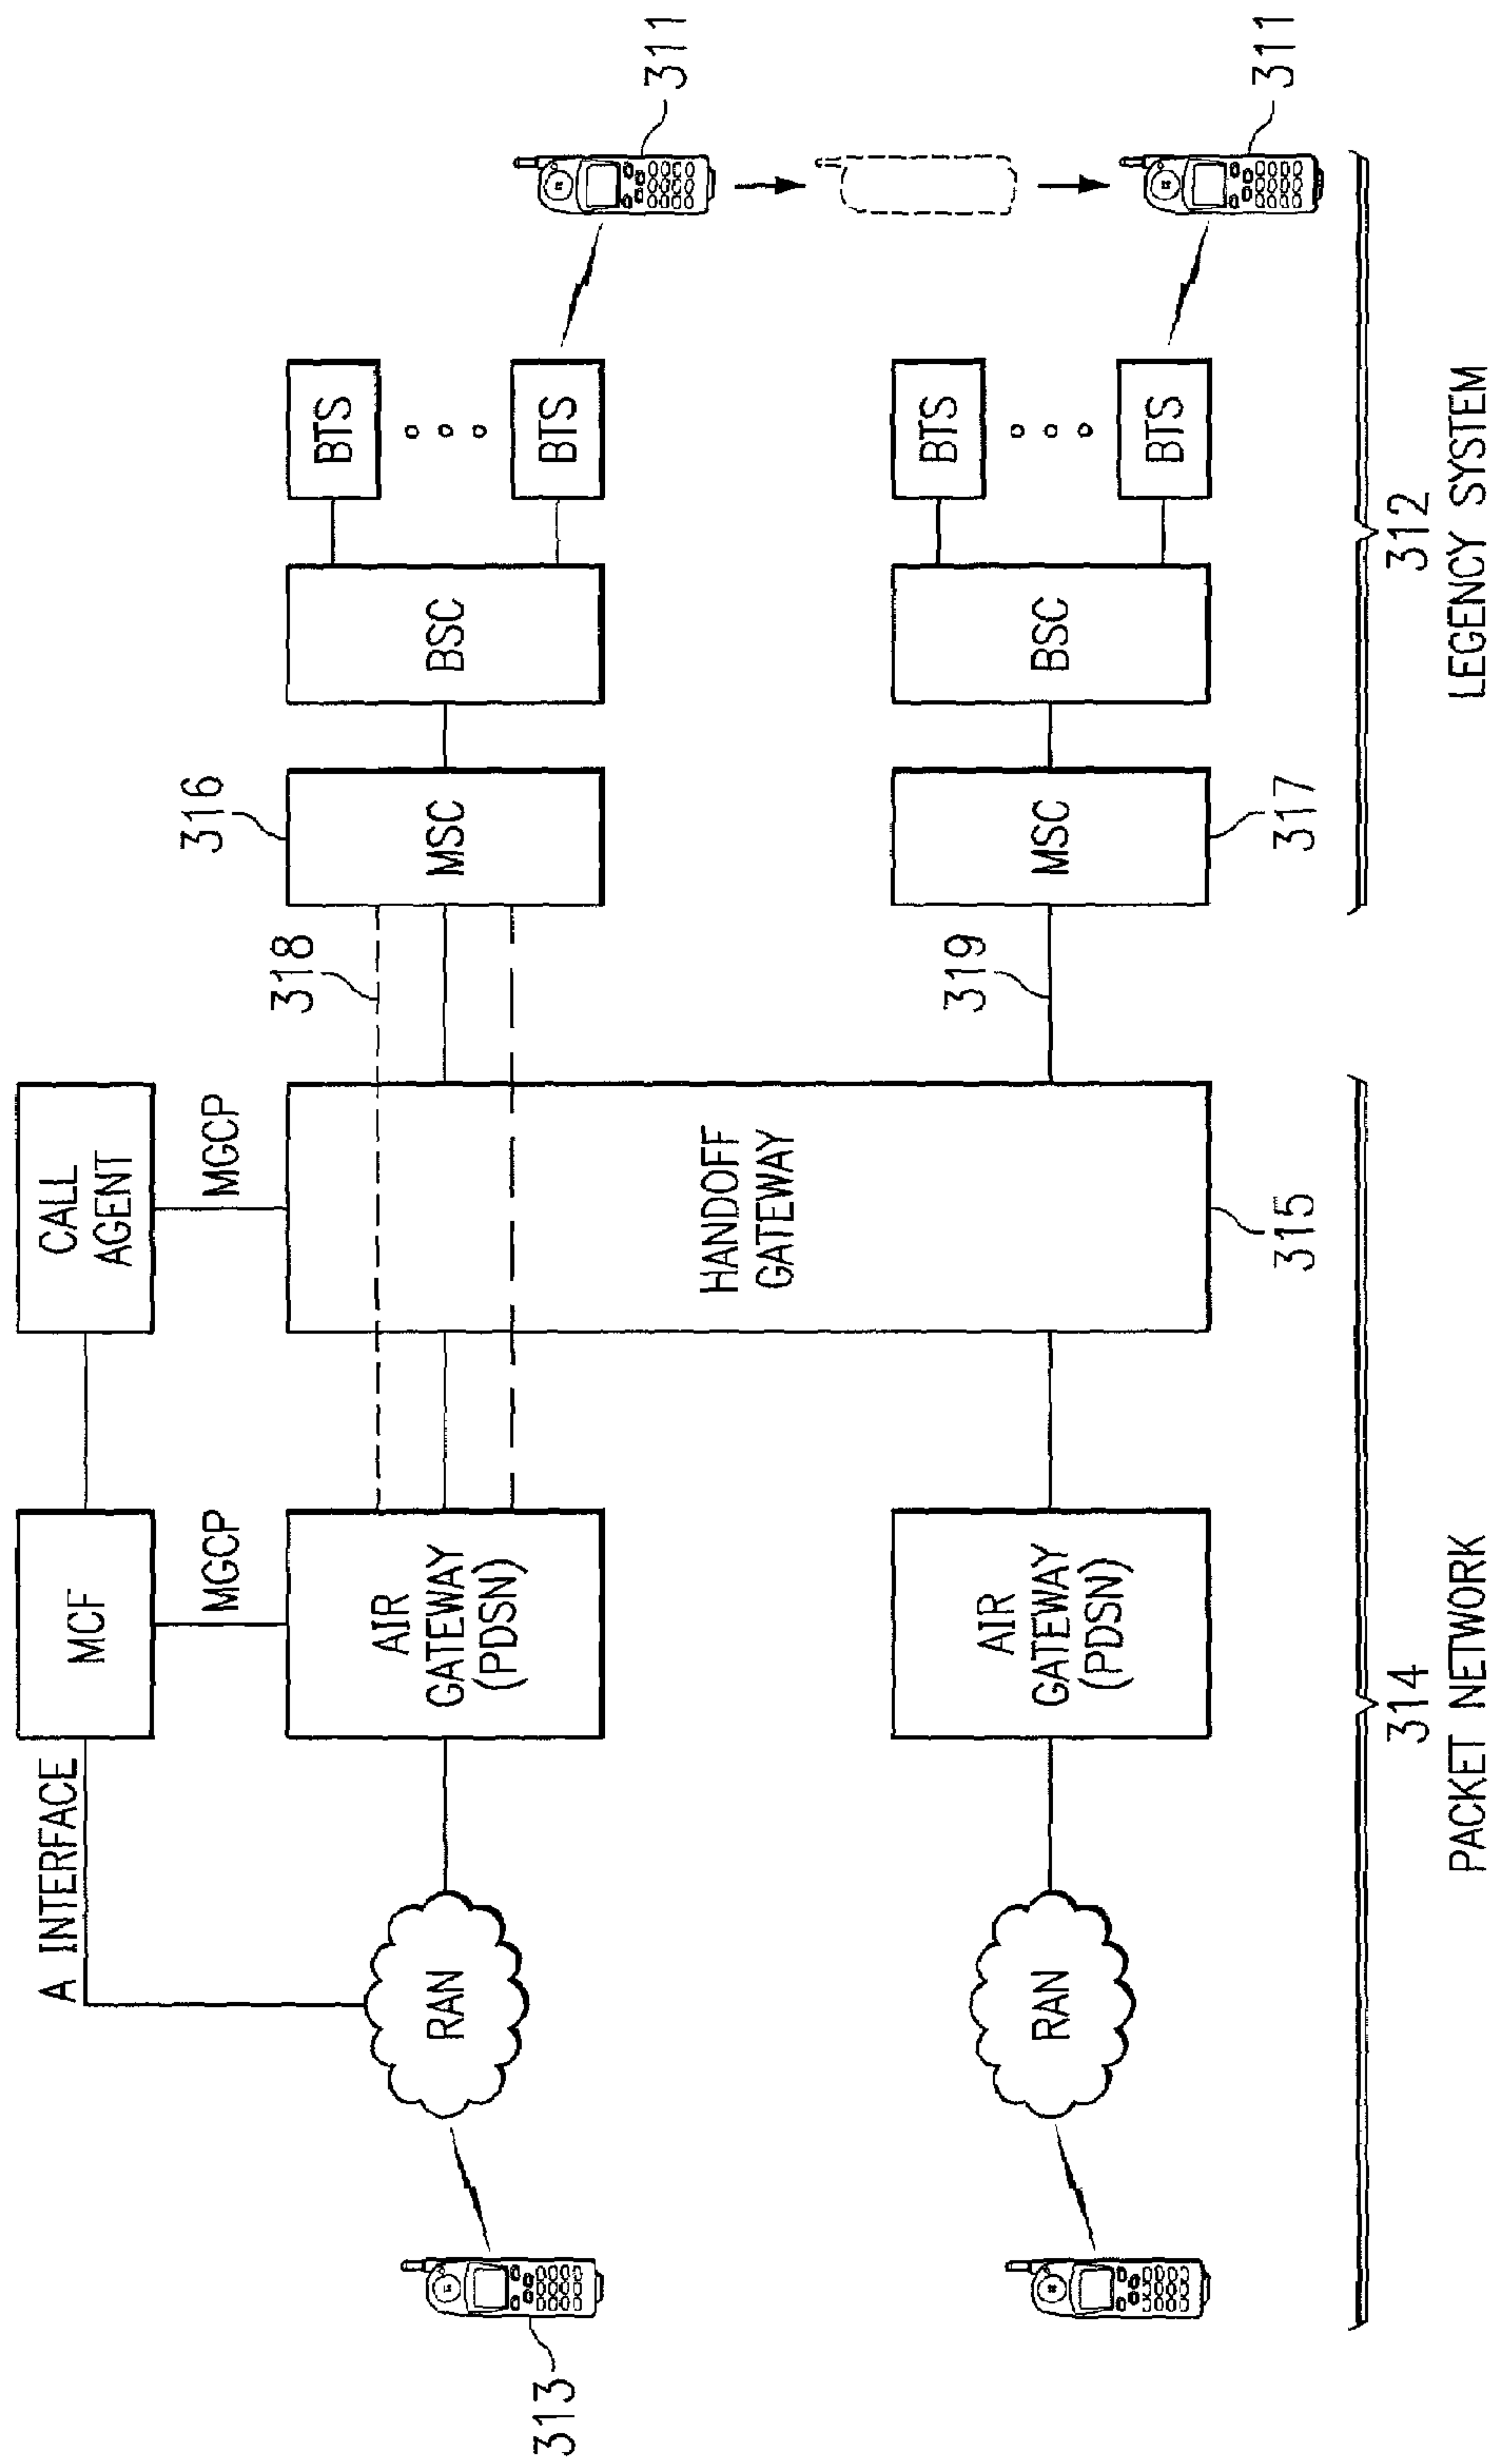 A INTERFACE
MCF
CALL
AGENT
MGCP
MGCP
318
316
311
313
RAN
AIR
GATEWAY
(PDSN)
HANDOFF
GATEWAY
MSC
BSC
BTS
BTS
RAN
AIR
GATEWAY
(PDSN)
315
319
MSC
317
BSC
BTS
BTS
311
314
PACKET NETWORK
312
LEGENCY SYSTEM